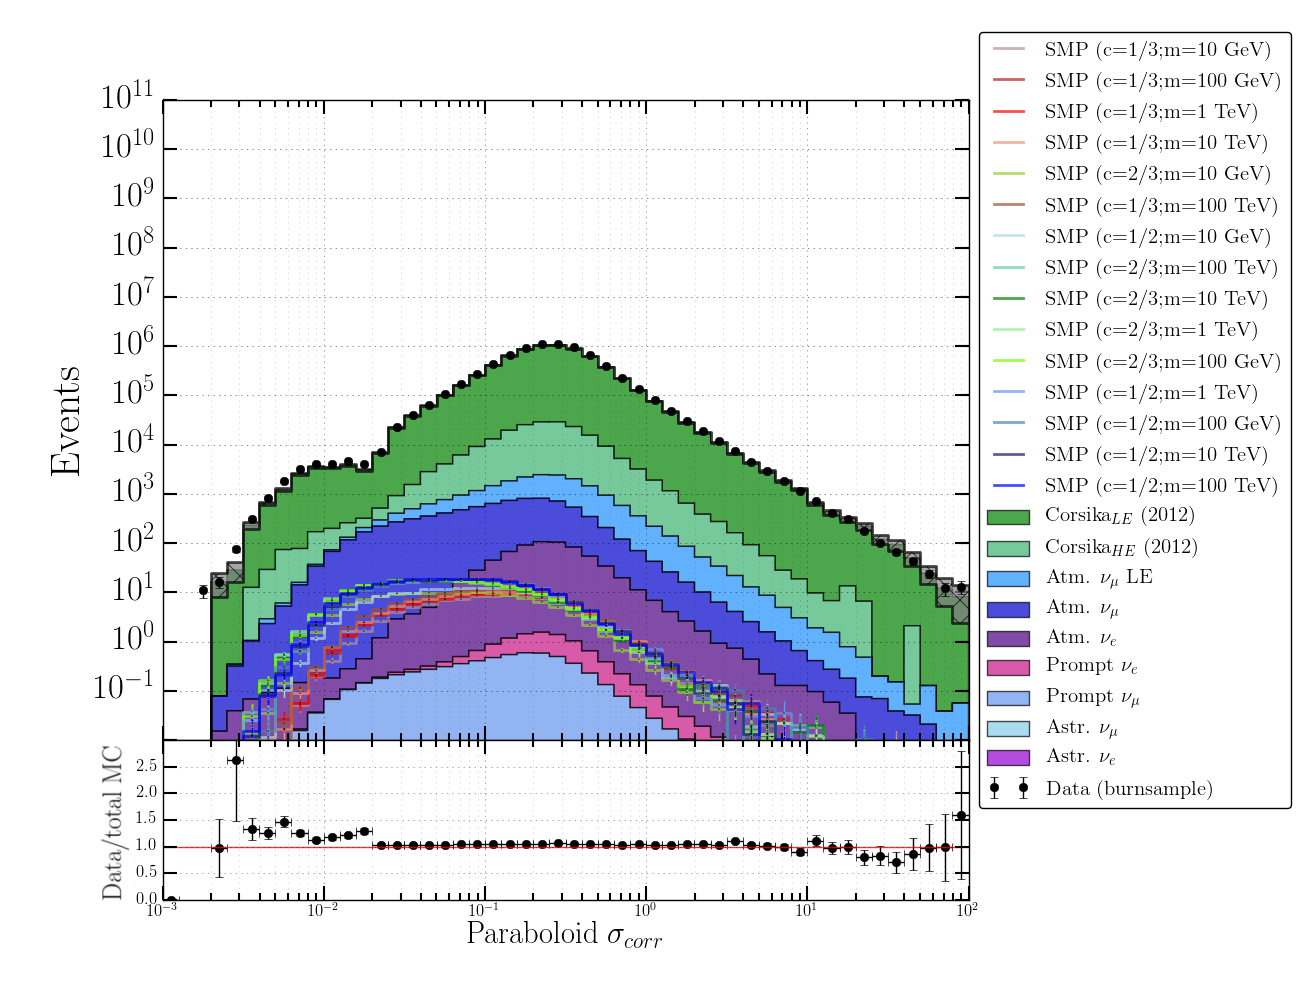 10^11
10^10
10^9
10^8
10^7
10^6
10^5
10^4
10^3
10^2
10^1
10^0
10^−1
Events
SMP (c=1/3;m=10 GeV)
SMP (c=1/3;m=100 GeV)
SMP (c=1/3;m=1 TeV)
SMP (c=1/3;m=10 TeV)
SMP (c=2/3;m=10 GeV)
SMP (c=1/3;m=100 TeV)
SMP (c=1/2;m=10 GeV)
SMP (c=2/3;m=100 TeV)
SMP (c=2/3;m=10 TeV)
SMP (c=2/3;m=1 TeV)
SMP (c=2/3;m=100 GeV)
SMP (c=1/2;m=1 TeV)
SMP (c=1/2;m=100 GeV)
SMP (c=1/2;m=10 TeV)
SMP (c=1/2;m=100 TeV)
Corsika_LE (2012)
Corsika_HE (2012)
Atm. ν_μ LE
Atm. ν_μ
Atm. ν_e
Prompt ν_e
Prompt ν_μ
Astr. ν_μ
Astr. ν_e
Data (burnsample)
2.5
2.0
1.5
1.0
0.5
0.0
Data/total MC
10^−3
10^−2
10^−1
10^0
10^1
10^2
Paraboloid σ_corr